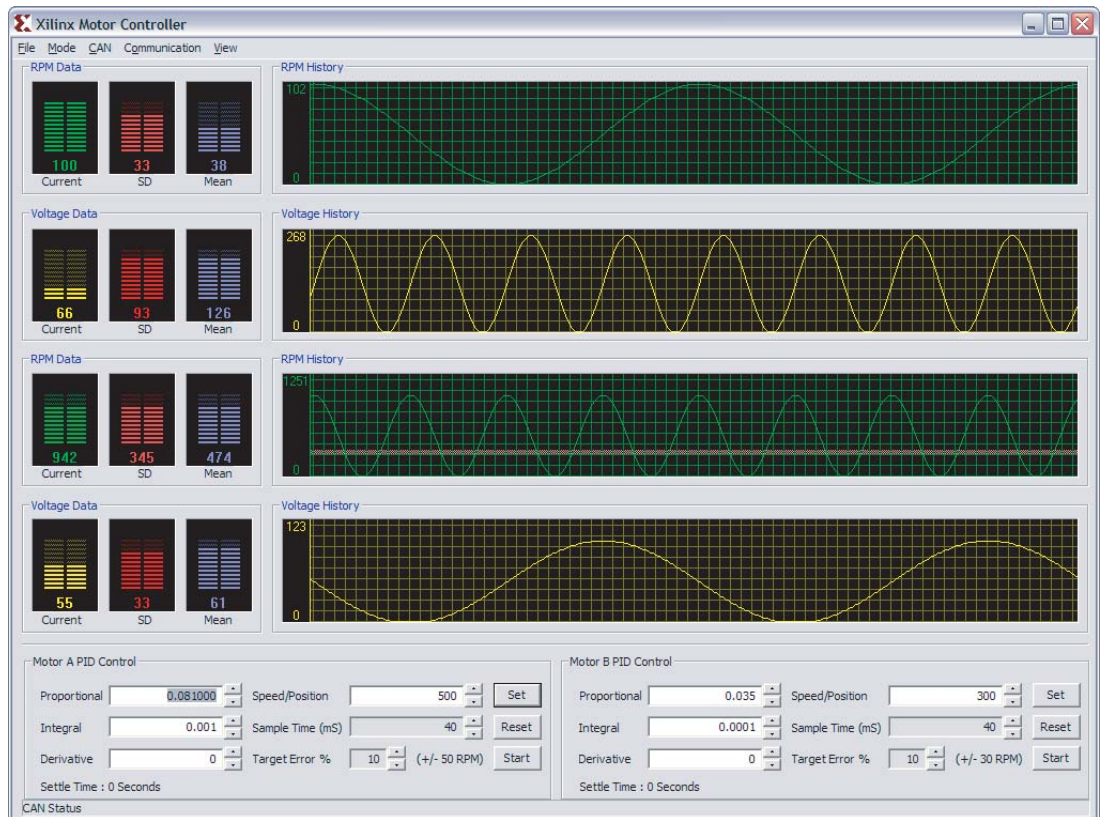 Xilinx Motor Controller
File Mode CAN Communication View
RPM Data
100 33 38
Current SD Mean
RPM History
102
0
Voltage Data
66 93 126
Current SD Mean
Voltage History
268
0
RPM Data
942 345 474
Current SD Mean
RPM History
1251
0
Voltage Data
55 33 61
Current SD Mean
Voltage History
123
0
Motor A PID Control
Proportional 0.081000 Speed/Position 500 Set
Integral 0.001 Sample Time (mS) 40 Reset
Derivative 0 Target Error % 10 (+/- 50 RPM) Start
Settle Time : 0 Seconds
Motor B PID Control
Proportional 0.035 Speed/Position 300 Set
Integral 0.0001 Sample Time (mS) 40 Reset
Derivative 0 Target Error % 10 (+/- 30 RPM) Start
Settle Time : 0 Seconds
CAN Status